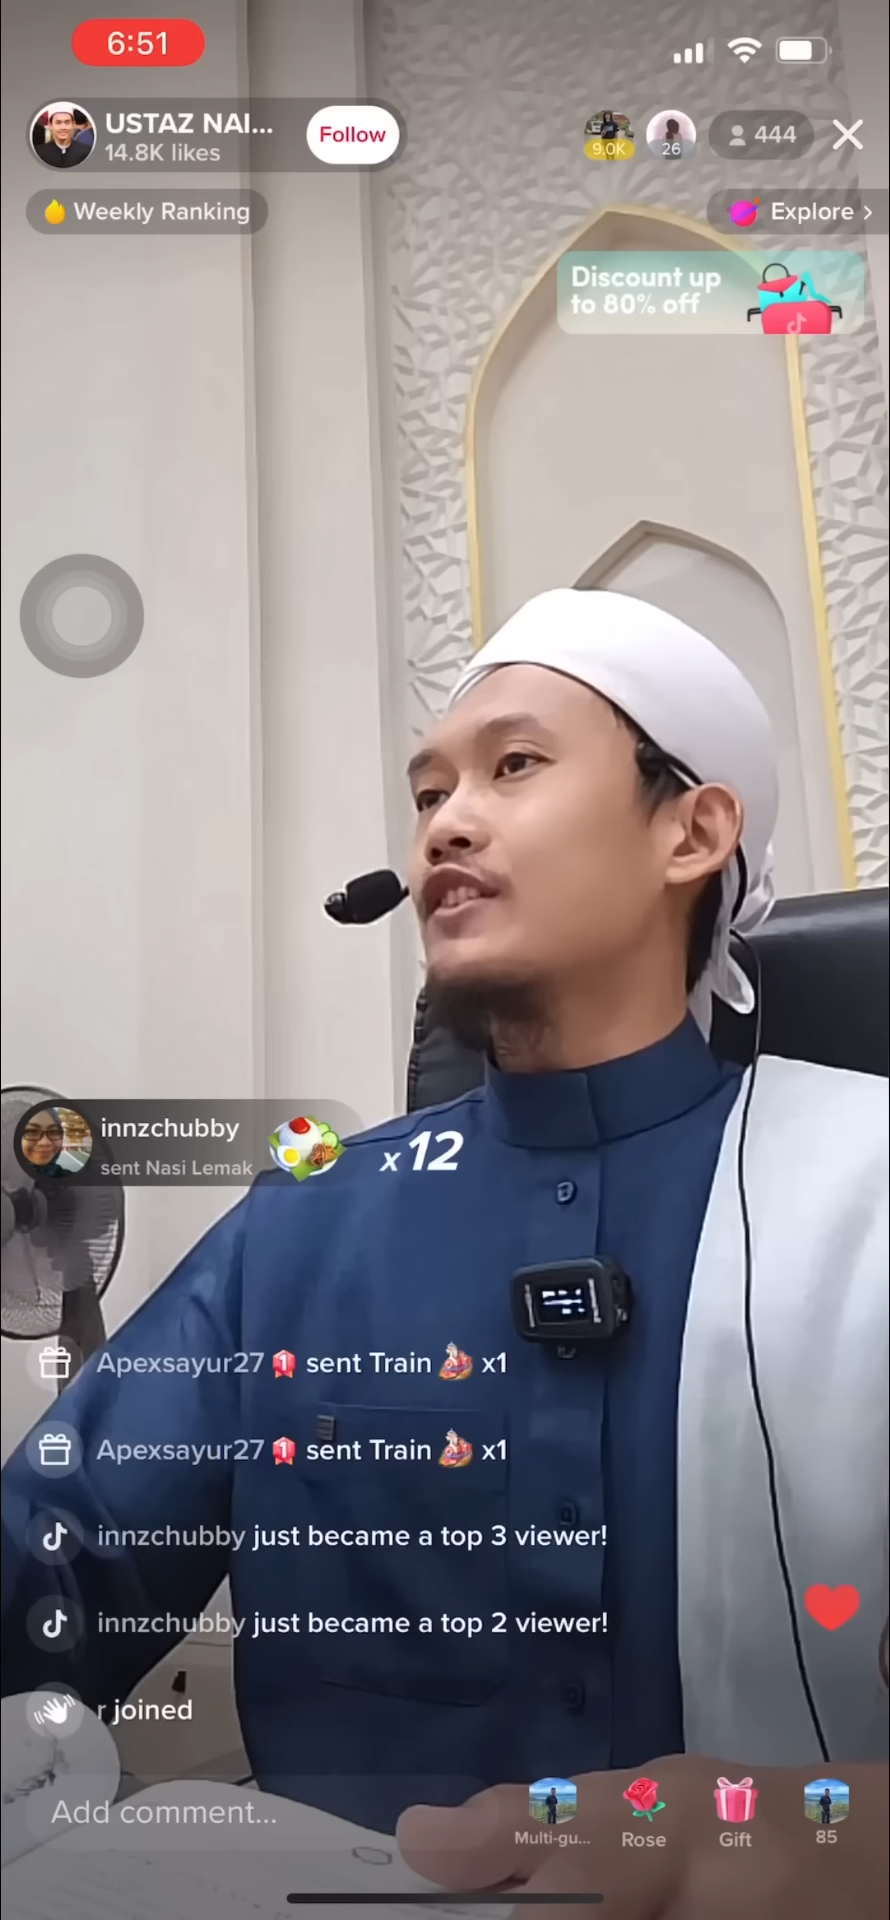 6:51
USTAZ NAI...
14.8K likes
Follow
9.0K
26
444
Weekly Ranking
Explore >
Discount up
to 80% off
innzchubby
sent Nasi Lemak
x12
Apexsayur27 1 sent Train x1
Apexsayur27 1 sent Train x1
innzchubby just became a top 3 viewer!
innzchubby just became a top 2 viewer!
r joined
Add comment...
Multi-gu...
Rose
Gift
85